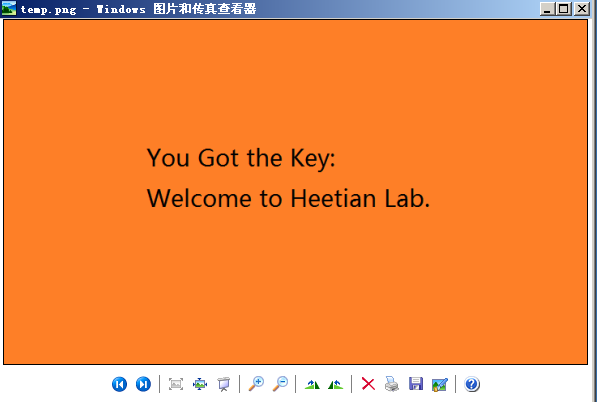 temp.png - Windows 图片和传真查看器
You Got the Key:
Welcome to Heetian Lab.